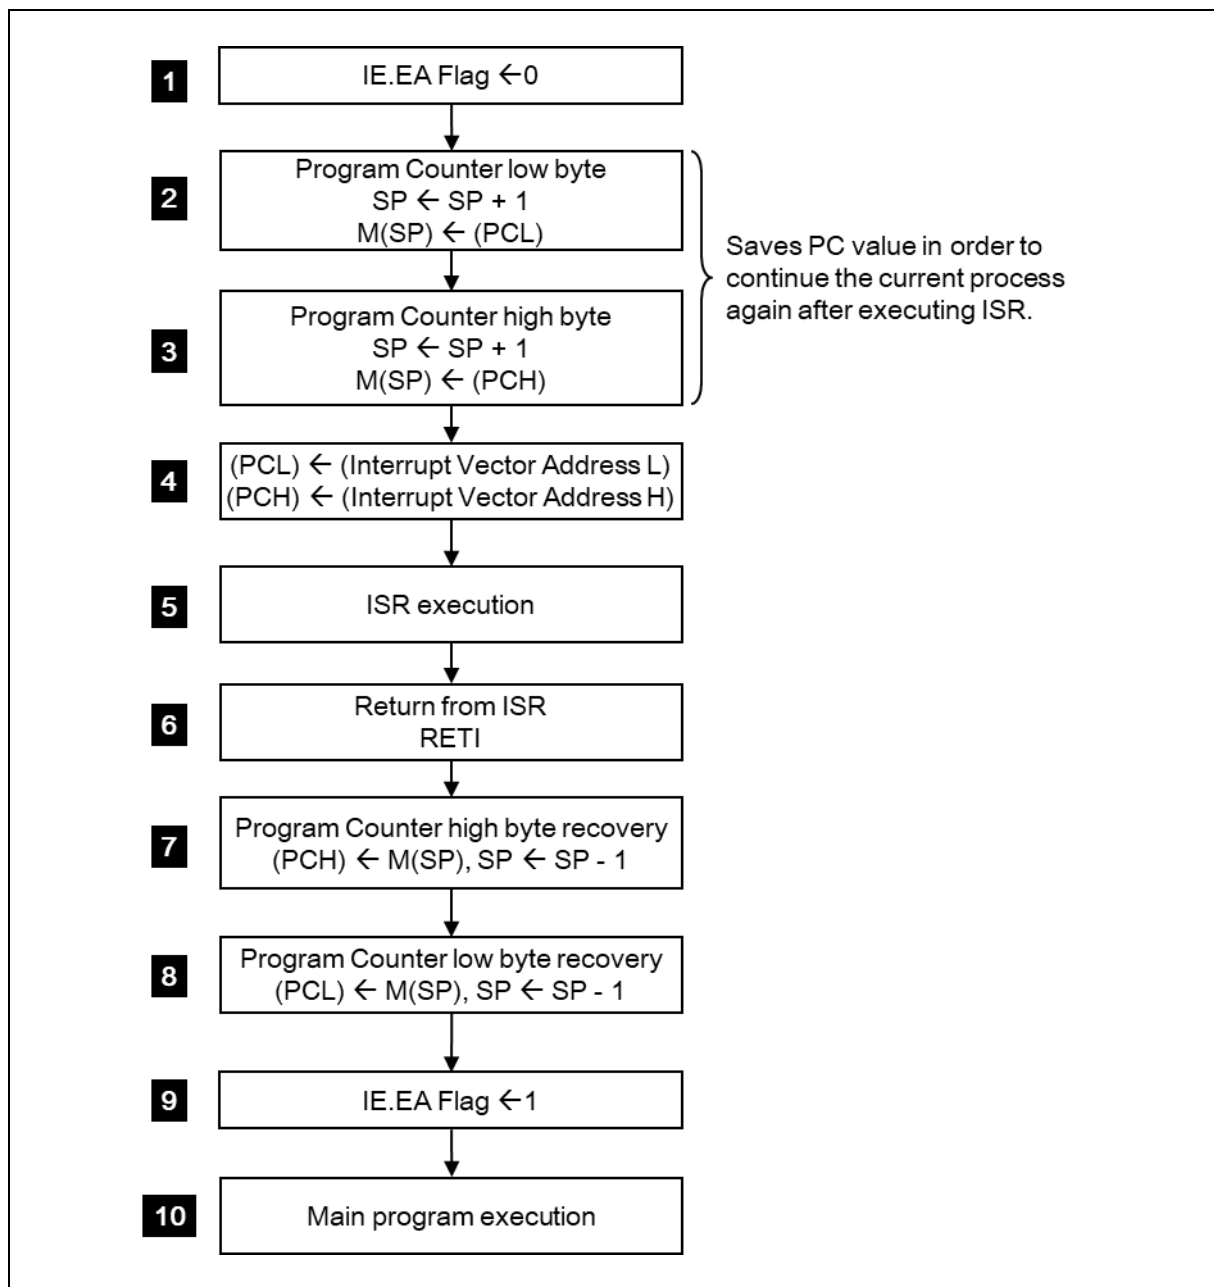 1
IE.EA Flag ←0
2
Program Counter low byte
SP ← SP + 1
M(SP) ← (PCL)
3
Program Counter high byte
SP ← SP + 1
M(SP) ← (PCH)
Saves PC value in order to
continue the current process
again after executing ISR.
4
(PCL) ← (Interrupt Vector Address L)
(PCH) ← (Interrupt Vector Address H)
5
ISR execution
6
Return from ISR
RETI
7
Program Counter high byte recovery
(PCH) ← M(SP), SP ← SP - 1
8
Program Counter low byte recovery
(PCL) ← M(SP), SP ← SP - 1
9
IE.EA Flag ←1
10
Main program execution